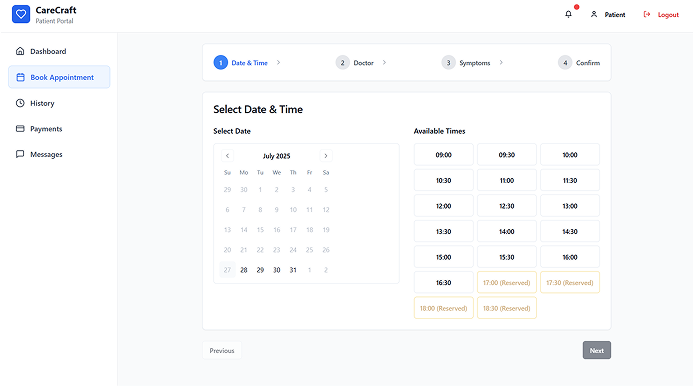 CareCraft
Patient Portal
Patient
Logout
Dashboard
Book Appointment
History
Payments
Messages
1 Date & Time
2 Doctor
3 Symptoms
4 Confirm
Select Date & Time
Select Date
July 2025
Su Mo Tu We Th Fr Sa
29 30 1 2 3 4 5
6 7 8 9 10 11 12
13 14 15 16 17 18 19
20 21 22 23 24 25 26
27 28 29 30 31 1 2
Available Times
09:00 09:30 10:00
10:30 11:00 11:30
12:00 12:30 13:00
13:30 14:00 14:30
15:00 15:30 16:00
16:30 17:00 (Reserved) 17:30 (Reserved)
18:00 (Reserved) 18:30 (Reserved)
Previous
Next